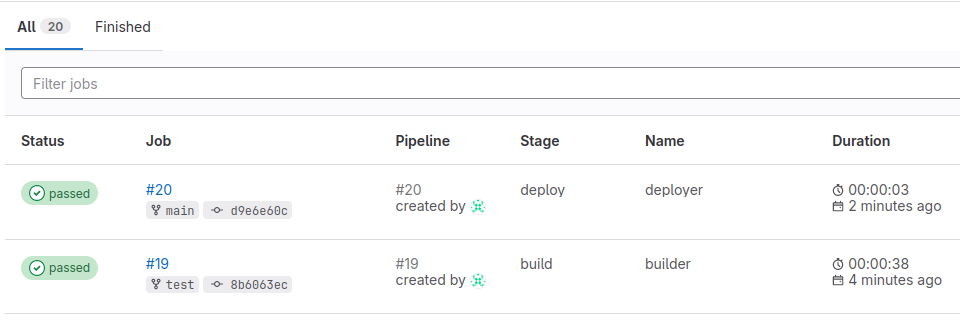 All 20 Finished
Filter jobs
Status Job Pipeline Stage Name Duration
passed #20 #20 deploy deployer 00:00:03
main d9e6e60c created by 2 minutes ago
passed #19 #19 build builder 00:00:38
test 8b6063ec created by 4 minutes ago